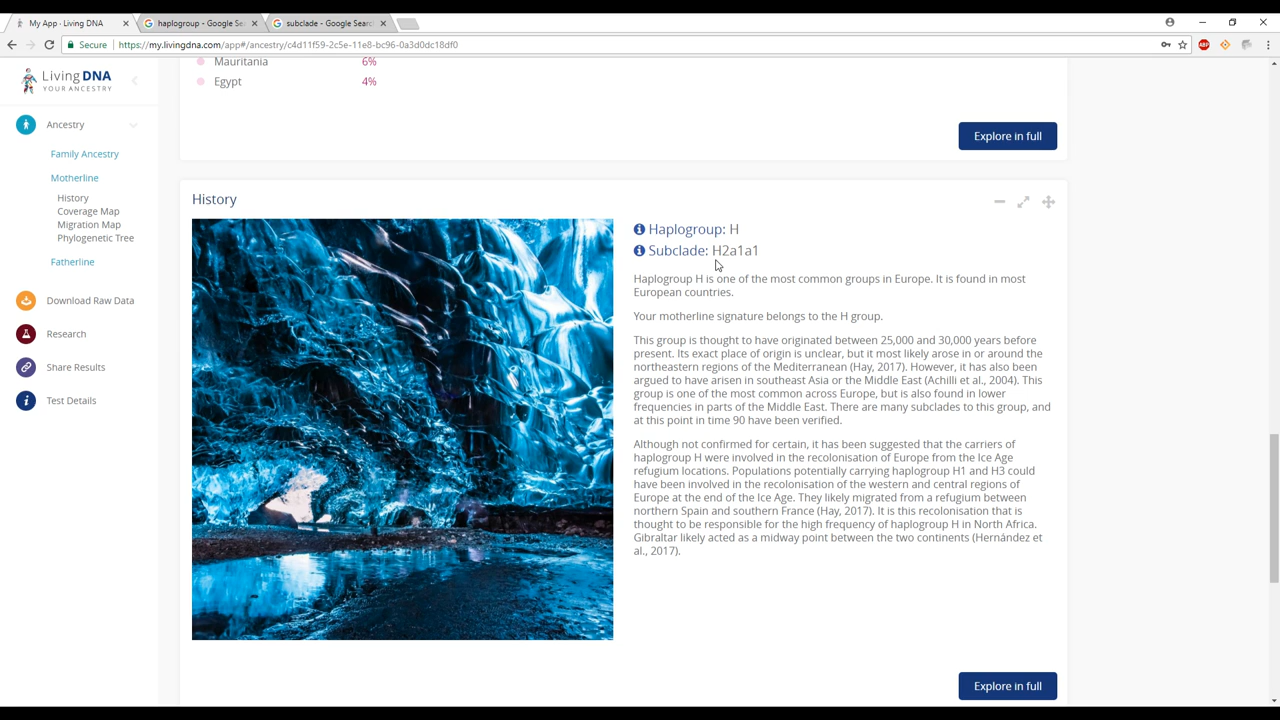 My App - Living DNA
haplogroup - Google Sea
subclade - Google Search
Secure
https://my.livingdna.com/app#/ancestry/c4d11f59-2c5e-11e8-bc96-0a3d0dc18df0
ABP
Living DNA
YOUR ANCESTRY
Ancestry
Family Ancestry
Motherline
History
Coverage Map
Migration Map
Phylogenetic Tree
Fatherline
Download Raw Data
Research
Share Results
Test Details
Mauritania 6%
Egypt 4%
Explore in full
History
Haplogroup: H
Subclade: H2a1a1
Haplogroup H is one of the most common groups in Europe. It is found in most
European countries.
Your motherline signature belongs to the H group.
This group is thought to have originated between 25,000 and 30,000 years before
present. Its exact place of origin is unclear, but it most likely arose in or around the
northeastern regions of the Mediterranean (Hay, 2017). However, it has also been
argued to have arisen in southeast Asia or the Middle East (Achilli et al., 2004). This
group is one of the most common across Europe, but is also found in lower
frequencies in parts of the Middle East. There are many subclades to this group, and
at this point in time 90 have been verified.
Although not confirmed for certain, it has been suggested that the carriers of
haplogroup H were involved in the recolonisation of Europe from the Ice Age
refugium locations. Populations potentially carrying haplogroup H1 and H3 could
have been involved in the recolonisation of the western and central regions of
Europe at the end of the Ice Age. They likely migrated from a refugium between
northern Spain and southern France (Hay, 2017). It is this recolonisation that is
thought to be responsible for the high frequency of haplogroup H in North Africa.
Gibraltar likely acted as a midway point between the two continents (Hernández et
al., 2017).
Explore in full